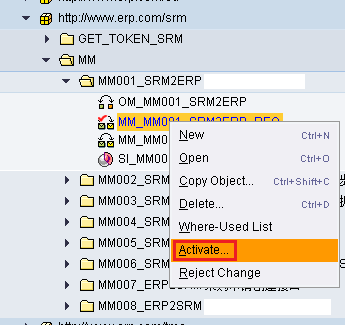 http://www.erp.com/srm
GET_TOKEN_SRM
MM
MM001_SRM2ERP
OM_MM001_SRM2ERP
MM_MM001_SRM2ERP_REQ
MM_MM0
SI_MM00
MM002_SRM
MM003_SRM
MM004_SRM
MM005_SRM
MM006_SRM
MM008_ERP2SRM
New Ctrl+N
Open Ctrl+O
Copy Object... Ctrl+Shift+C
Delete... Ctrl+D
Where-Used List
Activate...
Reject Change